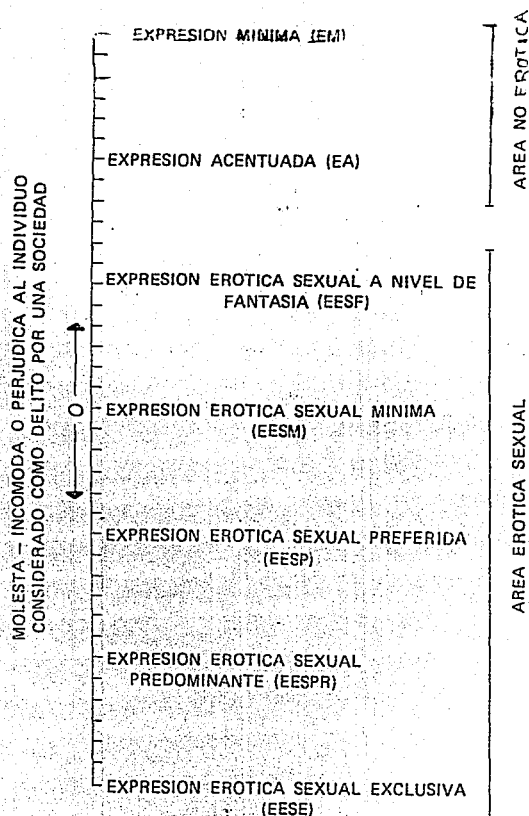 EXPRESION MINIMA (EM)
EXPRESION ACENTUADA (EA)
EXPRESION EROTICA SEXUAL A NIVEL DE
FANTASIA (EESF)
EXPRESION EROTICA SEXUAL MINIMA
(EESM)
EXPRESION EROTICA SEXUAL PREFERIDA
(EESP)
EXPRESION EROTICA SEXUAL
PREDOMINANTE (EESPR)
EXPRESION EROTICA SEXUAL EXCLUSIVA
(EESE)
MOLESTA – INCOMODA O PERJUDICA AL INDIVIDUO
CONSIDERADO COMO DELITO POR UNA SOCIEDAD
O
AREA NO EROTICA
AREA EROTICA SEXUAL